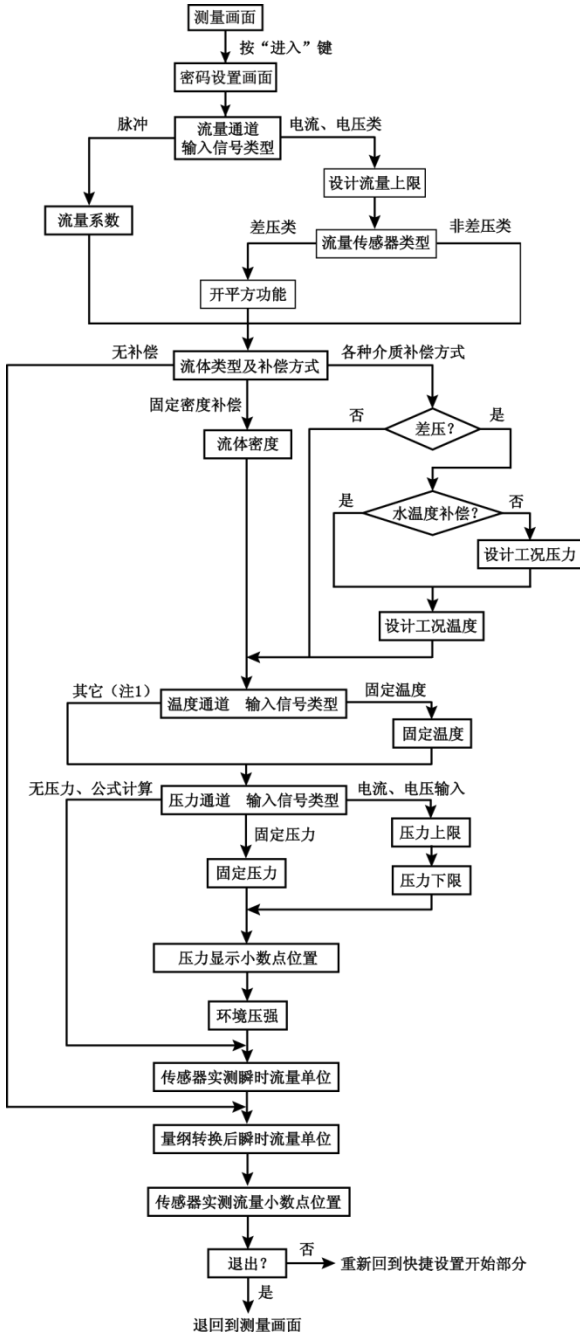 测量画面
按“进入”键
密码设置画面
脉冲
流量通道
输入信号类型
电流、电压类
设计流量上限
流量系数
差压类
流量传感器类型
非差压类
开平方功能
无补偿
流体类型及补偿方式
各种介质补偿方式
固定密度补偿
否
差压?
是
流体密度
是
水温度补偿?
否
设计工况压力
设计工况温度
其它（注1）
温度通道 输入信号类型
固定温度
固定温度
无压力、公式计算
压力通道 输入信号类型
电流、电压输入
固定压力
压力上限
固定压力
压力下限
压力显示小数点位置
环境压强
传感器实测瞬时流量单位
量纲转换后瞬时流量单位
传感器实测流量小数点位置
退出?
否
重新回到快捷设置开始部分
是
退回到测量画面